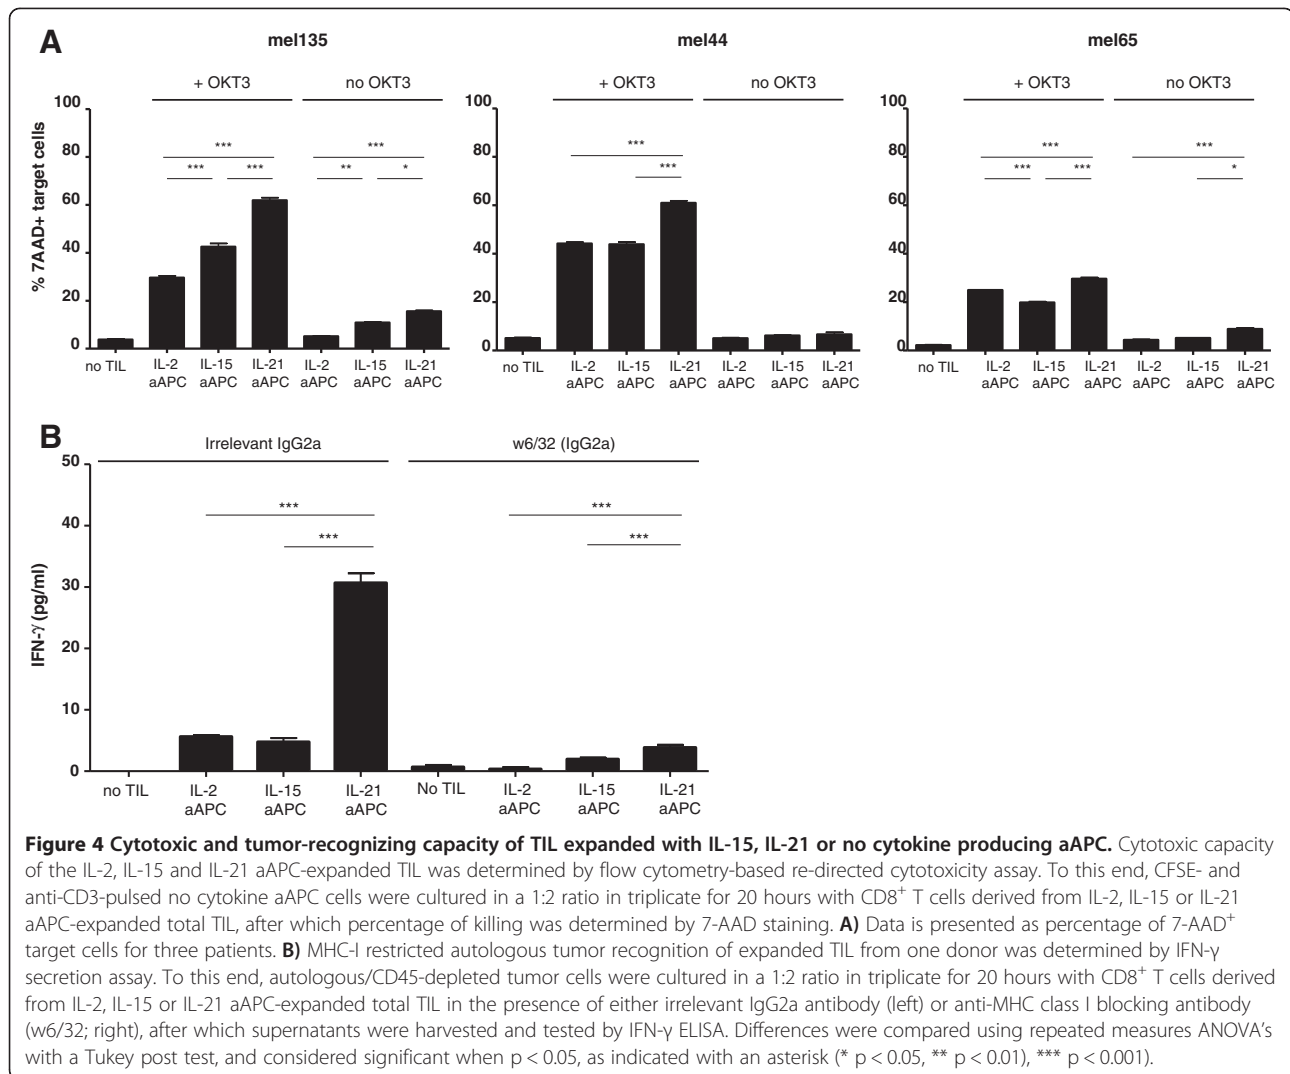 A
mel135
mel44
mel65
+ OKT3
no OKT3
+ OKT3
no OKT3
+ OKT3
no OKT3
% 7AAD+ target cells
100
80
60
40
20
0
***
***
***
***
**
*
no TIL
IL-2 aAPC
IL-15 aAPC
IL-21 aAPC
IL-2 aAPC
IL-15 aAPC
IL-21 aAPC
100
80
60
40
20
0
***
***
no TIL
IL-2 aAPC
IL-15 aAPC
IL-21 aAPC
IL-2 aAPC
IL-15 aAPC
IL-21 aAPC
100
80
60
40
20
0
***
***
***
***
*
no TIL
IL-2 aAPC
IL-15 aAPC
IL-21 aAPC
IL-2 aAPC
IL-15 aAPC
IL-21 aAPC
B
Irrelevant IgG2a
w6/32 (IgG2a)
IFN-γ (pg/ml)
50
40
30
20
10
0
***
***
***
***
no TIL
IL-2 aAPC
IL-15 aAPC
IL-21 aAPC
No TIL
IL-2 aAPC
IL-15 aAPC
IL-21 aAPC
Figure 4 Cytotoxic and tumor-recognizing capacity of TIL expanded with IL-15, IL-21 or no cytokine producing aAPC. Cytotoxic capacity
of the IL-2, IL-15 and IL-21 aAPC-expanded TIL was determined by flow cytometry-based re-directed cytotoxicity assay. To this end, CFSE- and
anti-CD3-pulsed no cytokine aAPC cells were cultured in a 1:2 ratio in triplicate for 20 hours with CD8⁺ T cells derived from IL-2, IL-15 or IL-21
aAPC-expanded total TIL, after which percentage of killing was determined by 7-AAD staining. A) Data is presented as percentage of 7-AAD⁺
target cells for three patients. B) MHC-I restricted autologous tumor recognition of expanded TIL from one donor was determined by IFN-γ
secretion assay. To this end, autologous/CD45-depleted tumor cells were cultured in a 1:2 ratio in triplicate for 20 hours with CD8⁺ T cells derived
from IL-2, IL-15 or IL-21 aAPC-expanded total TIL in the presence of either irrelevant IgG2a antibody (left) or anti-MHC class I blocking antibody
(w6/32; right), after which supernatants were harvested and tested by IFN-γ ELISA. Differences were compared using repeated measures ANOVA's
with a Tukey post test, and considered significant when p < 0.05, as indicated with an asterisk (* p < 0.05, ** p < 0.01), *** p < 0.001).